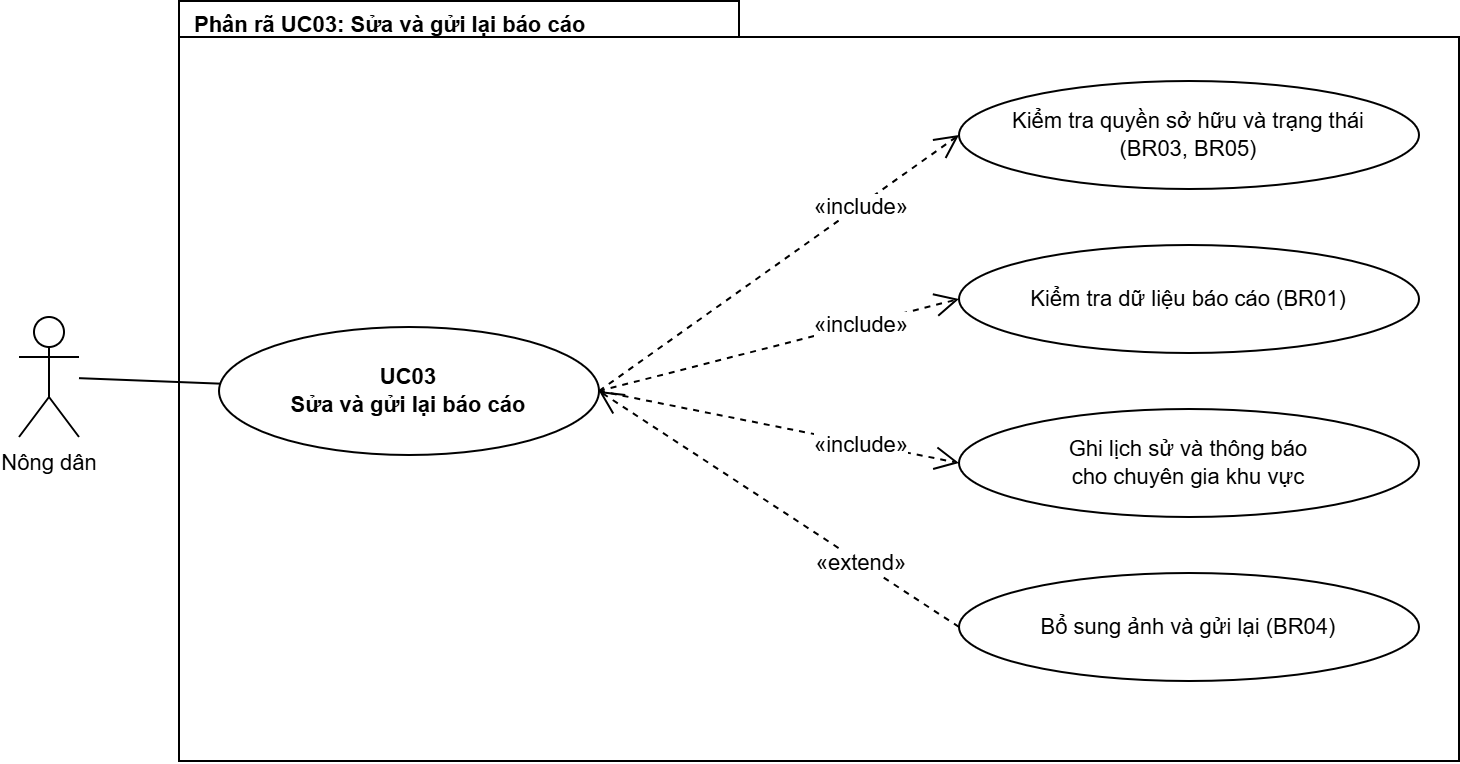 Phân rã UC03: Sửa và gửi lại báo cáo
Kiểm tra quyền sở hữu và trạng thái
(BR03, BR05)
«include»
Kiểm tra dữ liệu báo cáo (BR01)
«include»
UC03
Sửa và gửi lại báo cáo
Nông dân
«include»
Ghi lịch sử và thông báo
cho chuyên gia khu vực
«extend»
Bổ sung ảnh và gửi lại (BR04)